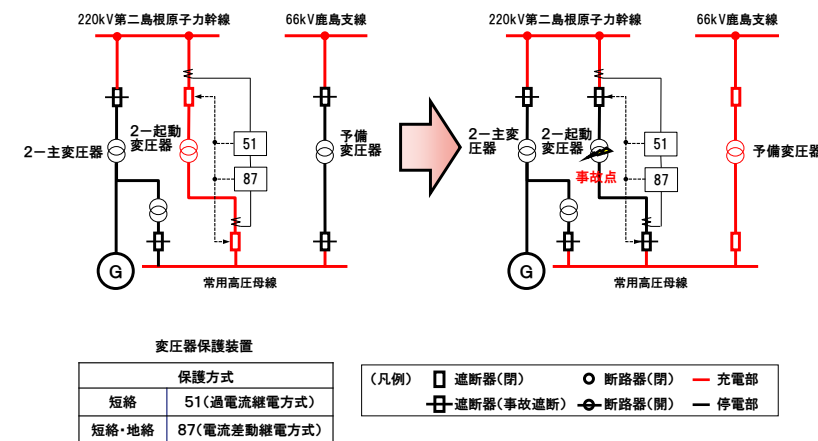 220kV第二島根原子力幹線
66kV鹿島支線
2-主変圧器
2-起動
変圧器
51
87
予備
変圧器
G
常用高圧母線
220kV第二島根原子力幹線
66kV鹿島支線
2-主変
圧器
2-起動
変圧器
事故点
51
87
予備変圧器
G
常用高圧母線
変圧器保護装置
保護方式
短絡 51(過電流継電方式)
短絡・地絡 87(電流差動継電方式)
(凡例) 遮断器(閉) 断路器(閉) 充電部
遮断器(事故遮断) 断路器(開) 停電部